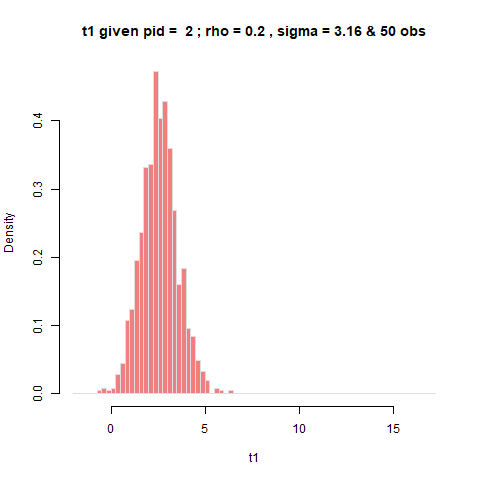 t1 given pid =  2 ; rho = 0.2 , sigma = 3.16 & 50 obs
Density
0.4
0.3
0.2
0.1
0.0
0 5 10 15
t1